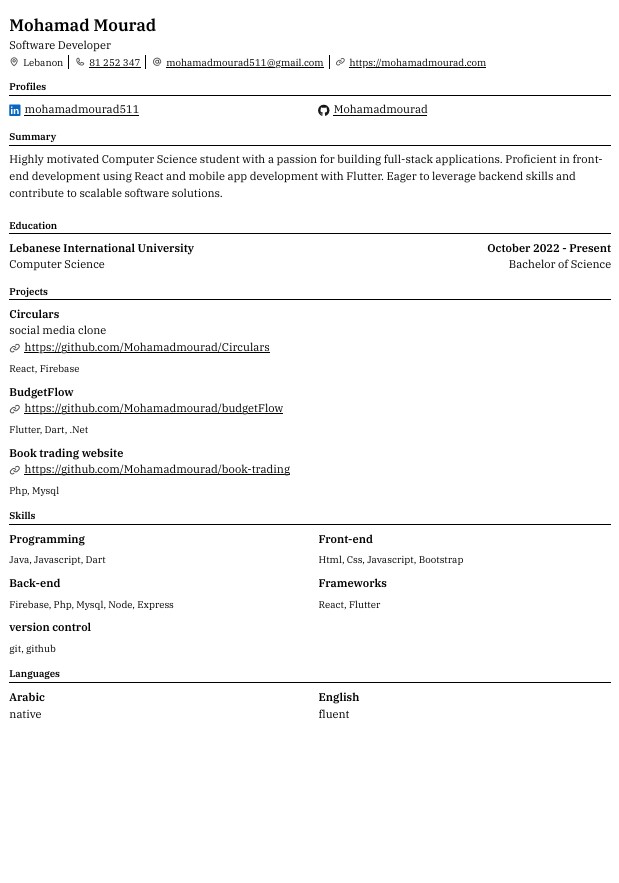 Mohamad Mourad
Software Developer
Lebanon 81 252 347 mohamadmourad511@gmail.com https://mohamadmourad.com
Profiles
mohamadmourad511 Mohamadmourad
Summary
Highly motivated Computer Science student with a passion for building full-stack applications. Proficient in front-
end development using React and mobile app development with Flutter. Eager to leverage backend skills and
contribute to scalable software solutions.
Education
Lebanese International University October 2022 - Present
Computer Science Bachelor of Science
Projects
Circulars
social media clone
https://github.com/Mohamadmourad/Circulars
React, Firebase
BudgetFlow
https://github.com/Mohamadmourad/budgetFlow
Flutter, Dart, .Net
Book trading website
https://github.com/Mohamadmourad/book-trading
Php, Mysql
Skills
Programming Front-end
Java, Javascript, Dart Html, Css, Javascript, Bootstrap
Back-end Frameworks
Firebase, Php, Mysql, Node, Express React, Flutter
version control
git, github
Languages
Arabic English
native fluent